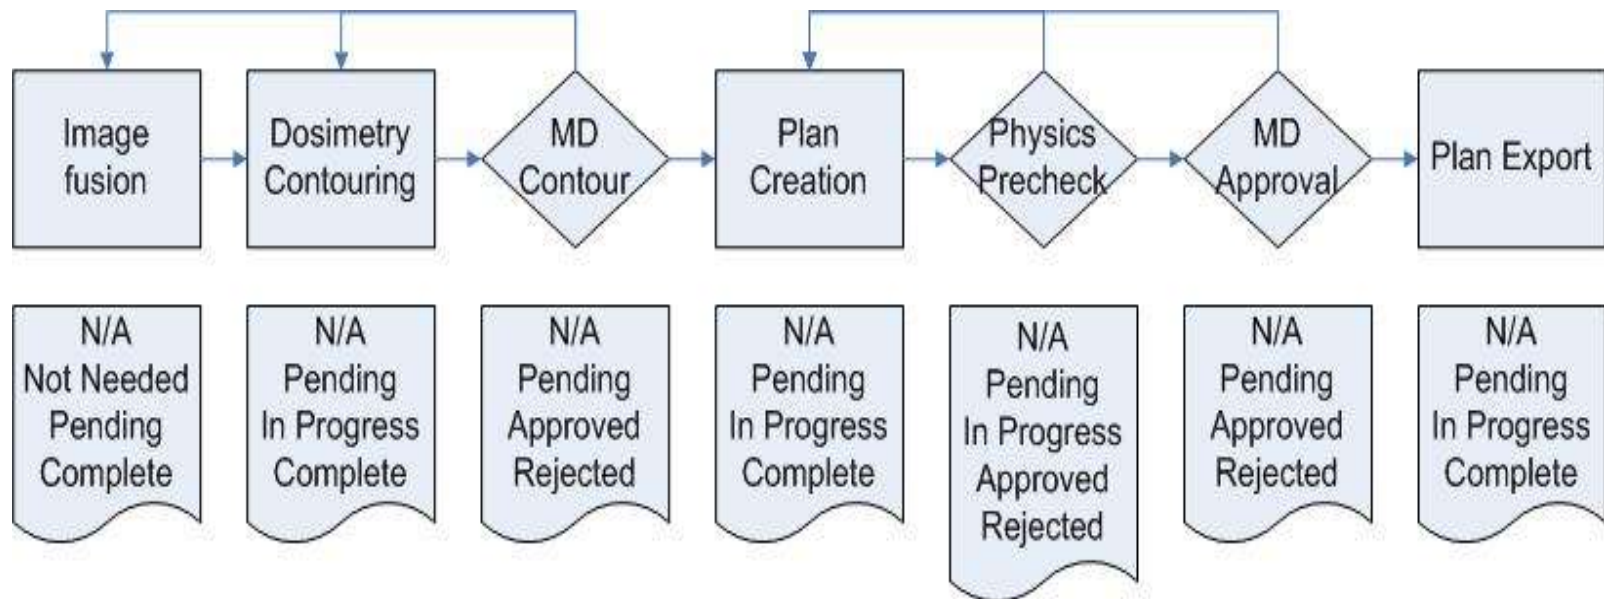 Image
fusion
Dosimetry
Contouring
MD
Contour
Plan
Creation
Physics
Precheck
MD
Approval
Plan Export
N/A
Not Needed
Pending
Complete
N/A
Pending
In Progress
Complete
N/A
Pending
Approved
Rejected
N/A
Pending
In Progress
Complete
N/A
Pending
In Progress
Approved
Rejected
N/A
Pending
Approved
Rejected
N/A
Pending
In Progress
Complete